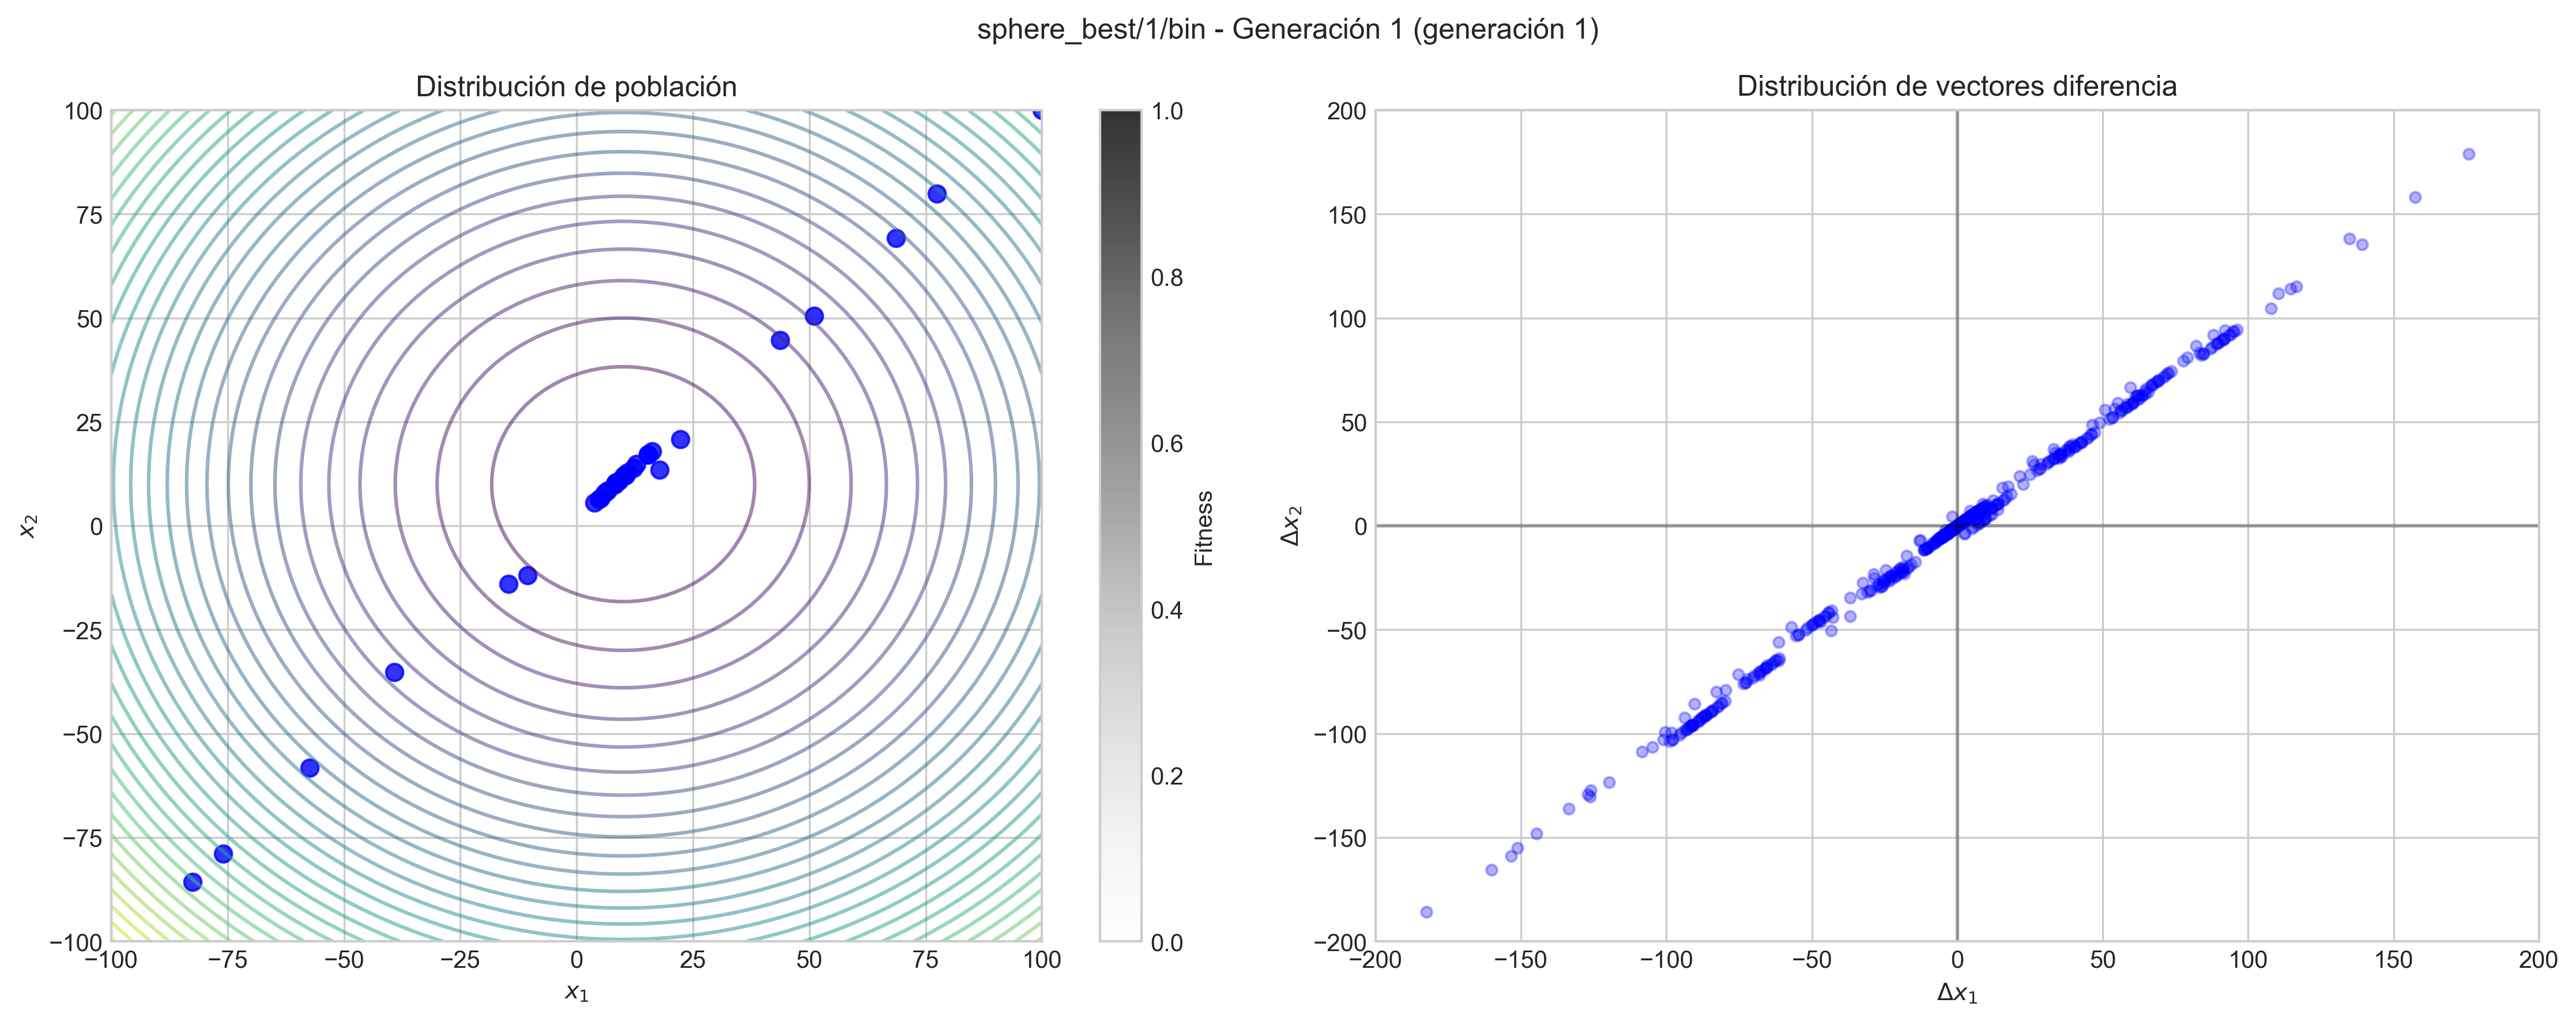 sphere_best/1/bin - Generación 1 (generación 1)
Distribución de población
100
75
50
25
0
−25
−50
−75
−100
x₂
−100 −75 −50 −25 0 25 50 75 100
x₁
1.0
0.8
0.6
0.4
0.2
0.0
Fitness
Distribución de vectores diferencia
200
150
100
50
0
−50
−100
−150
−200
Δx₂
−200 −150 −100 −50 0 50 100 150 200
Δx₁